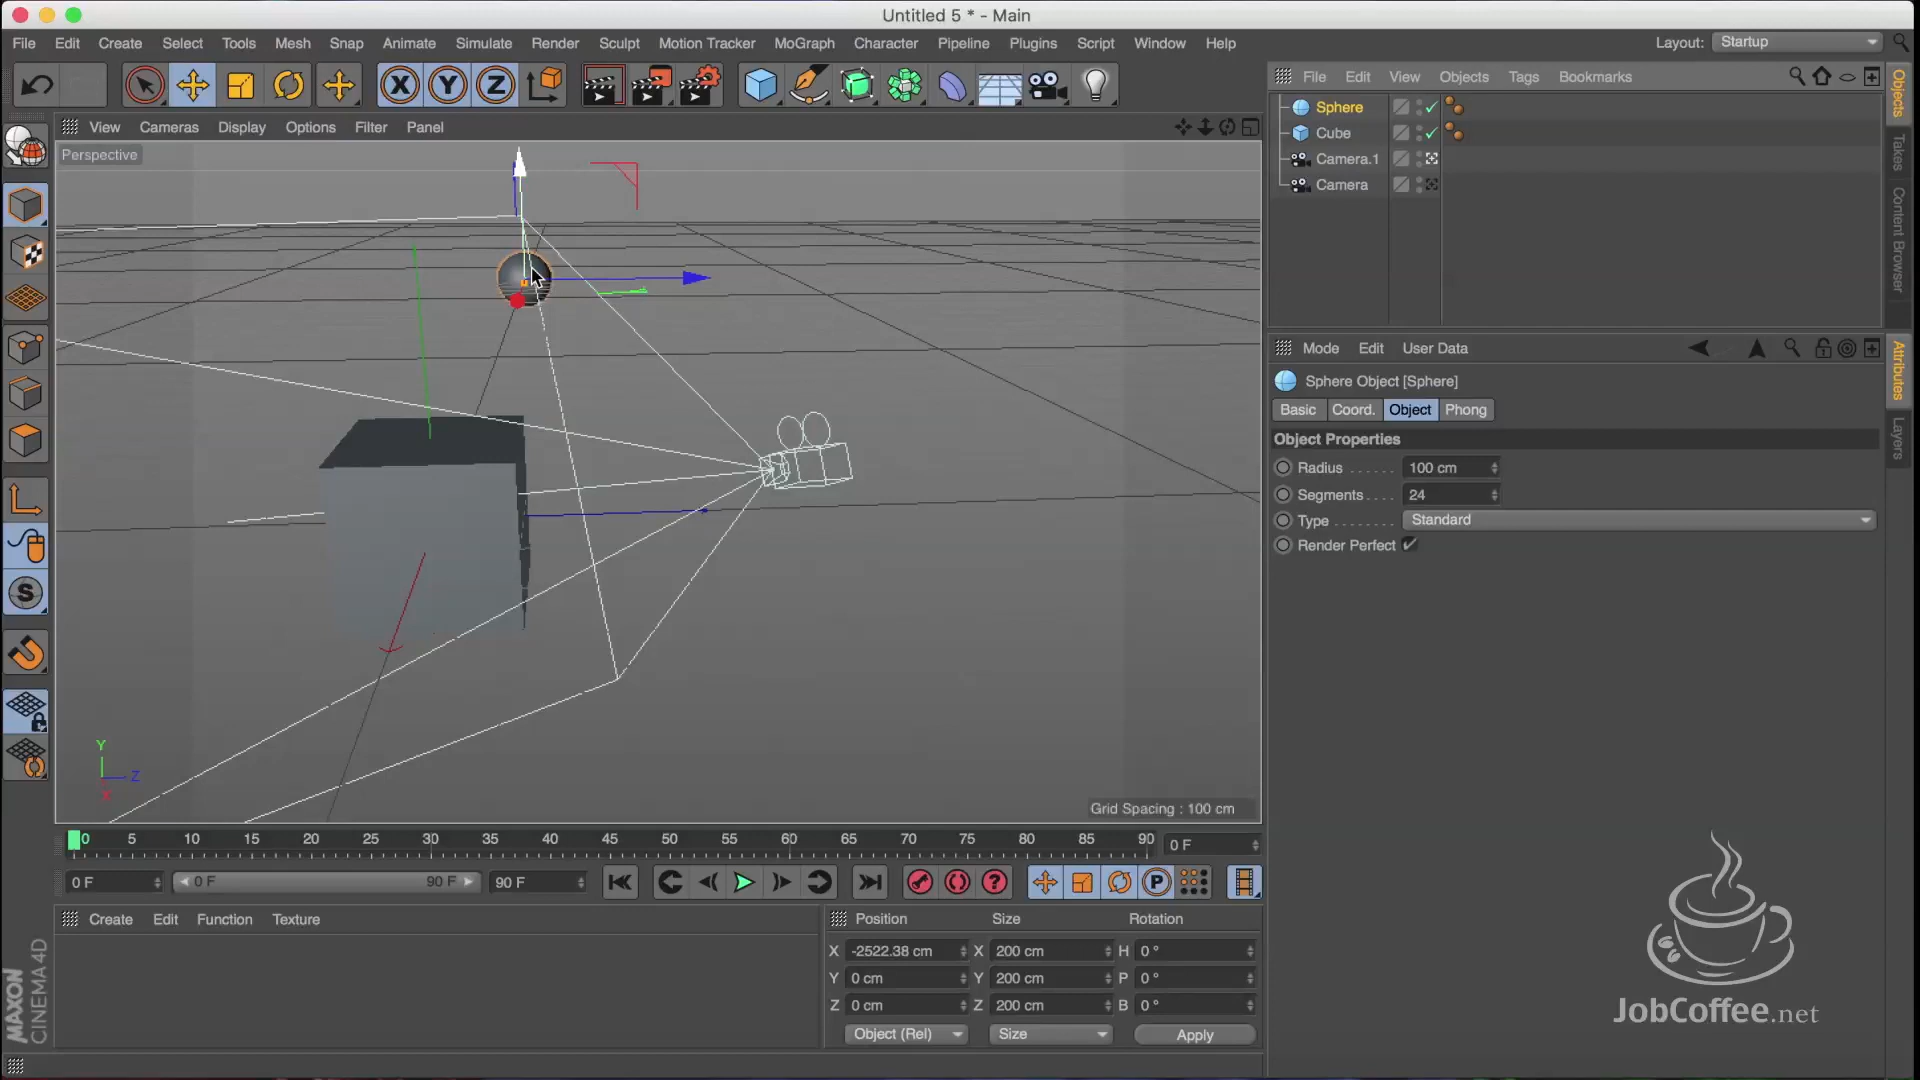 Untitled 5 * - Main
File Edit Create Select Tools Mesh Snap Animate Simulate Render Sculpt Motion Tracker MoGraph Character Pipeline Plugins Script Window Help
Layout: Startup
X Y Z
File Edit View Objects Tags Bookmarks
View Cameras Display Options Filter Panel
Perspective
Sphere
Cube
Camera.1
Camera
Objects
Takes
Content Browser
Mode Edit User Data
Sphere Object [Sphere]
Basic Coord. Object Phong
Object Properties
Radius 100 cm
Segments 24
Type Standard
Render Perfect
Attributes
Layers
S
Y
Z
X
Grid Spacing : 100 cm
0 5 10 15 20 25 30 35 40 45 50 55 60 65 70 75 80 85 90
0 F
0 F 0 F 90 F 90 F
P
Create Edit Function Texture
Position Size Rotation
X -2522.38 cm X 200 cm H 0 °
Y 0 cm Y 200 cm P 0 °
Z 0 cm Z 200 cm B 0 °
Object (Rel) Size Apply
MAXON
CINEMA 4D
JobCoffee.net